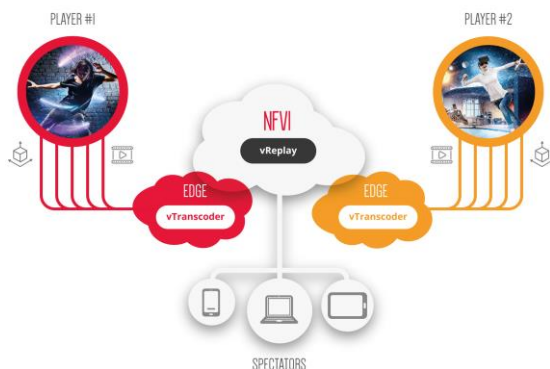 PLAYER #1
PLAYER #2
NFVI
vReplay
EDGE
vTranscoder
EDGE
vTranscoder
SPECTATORS